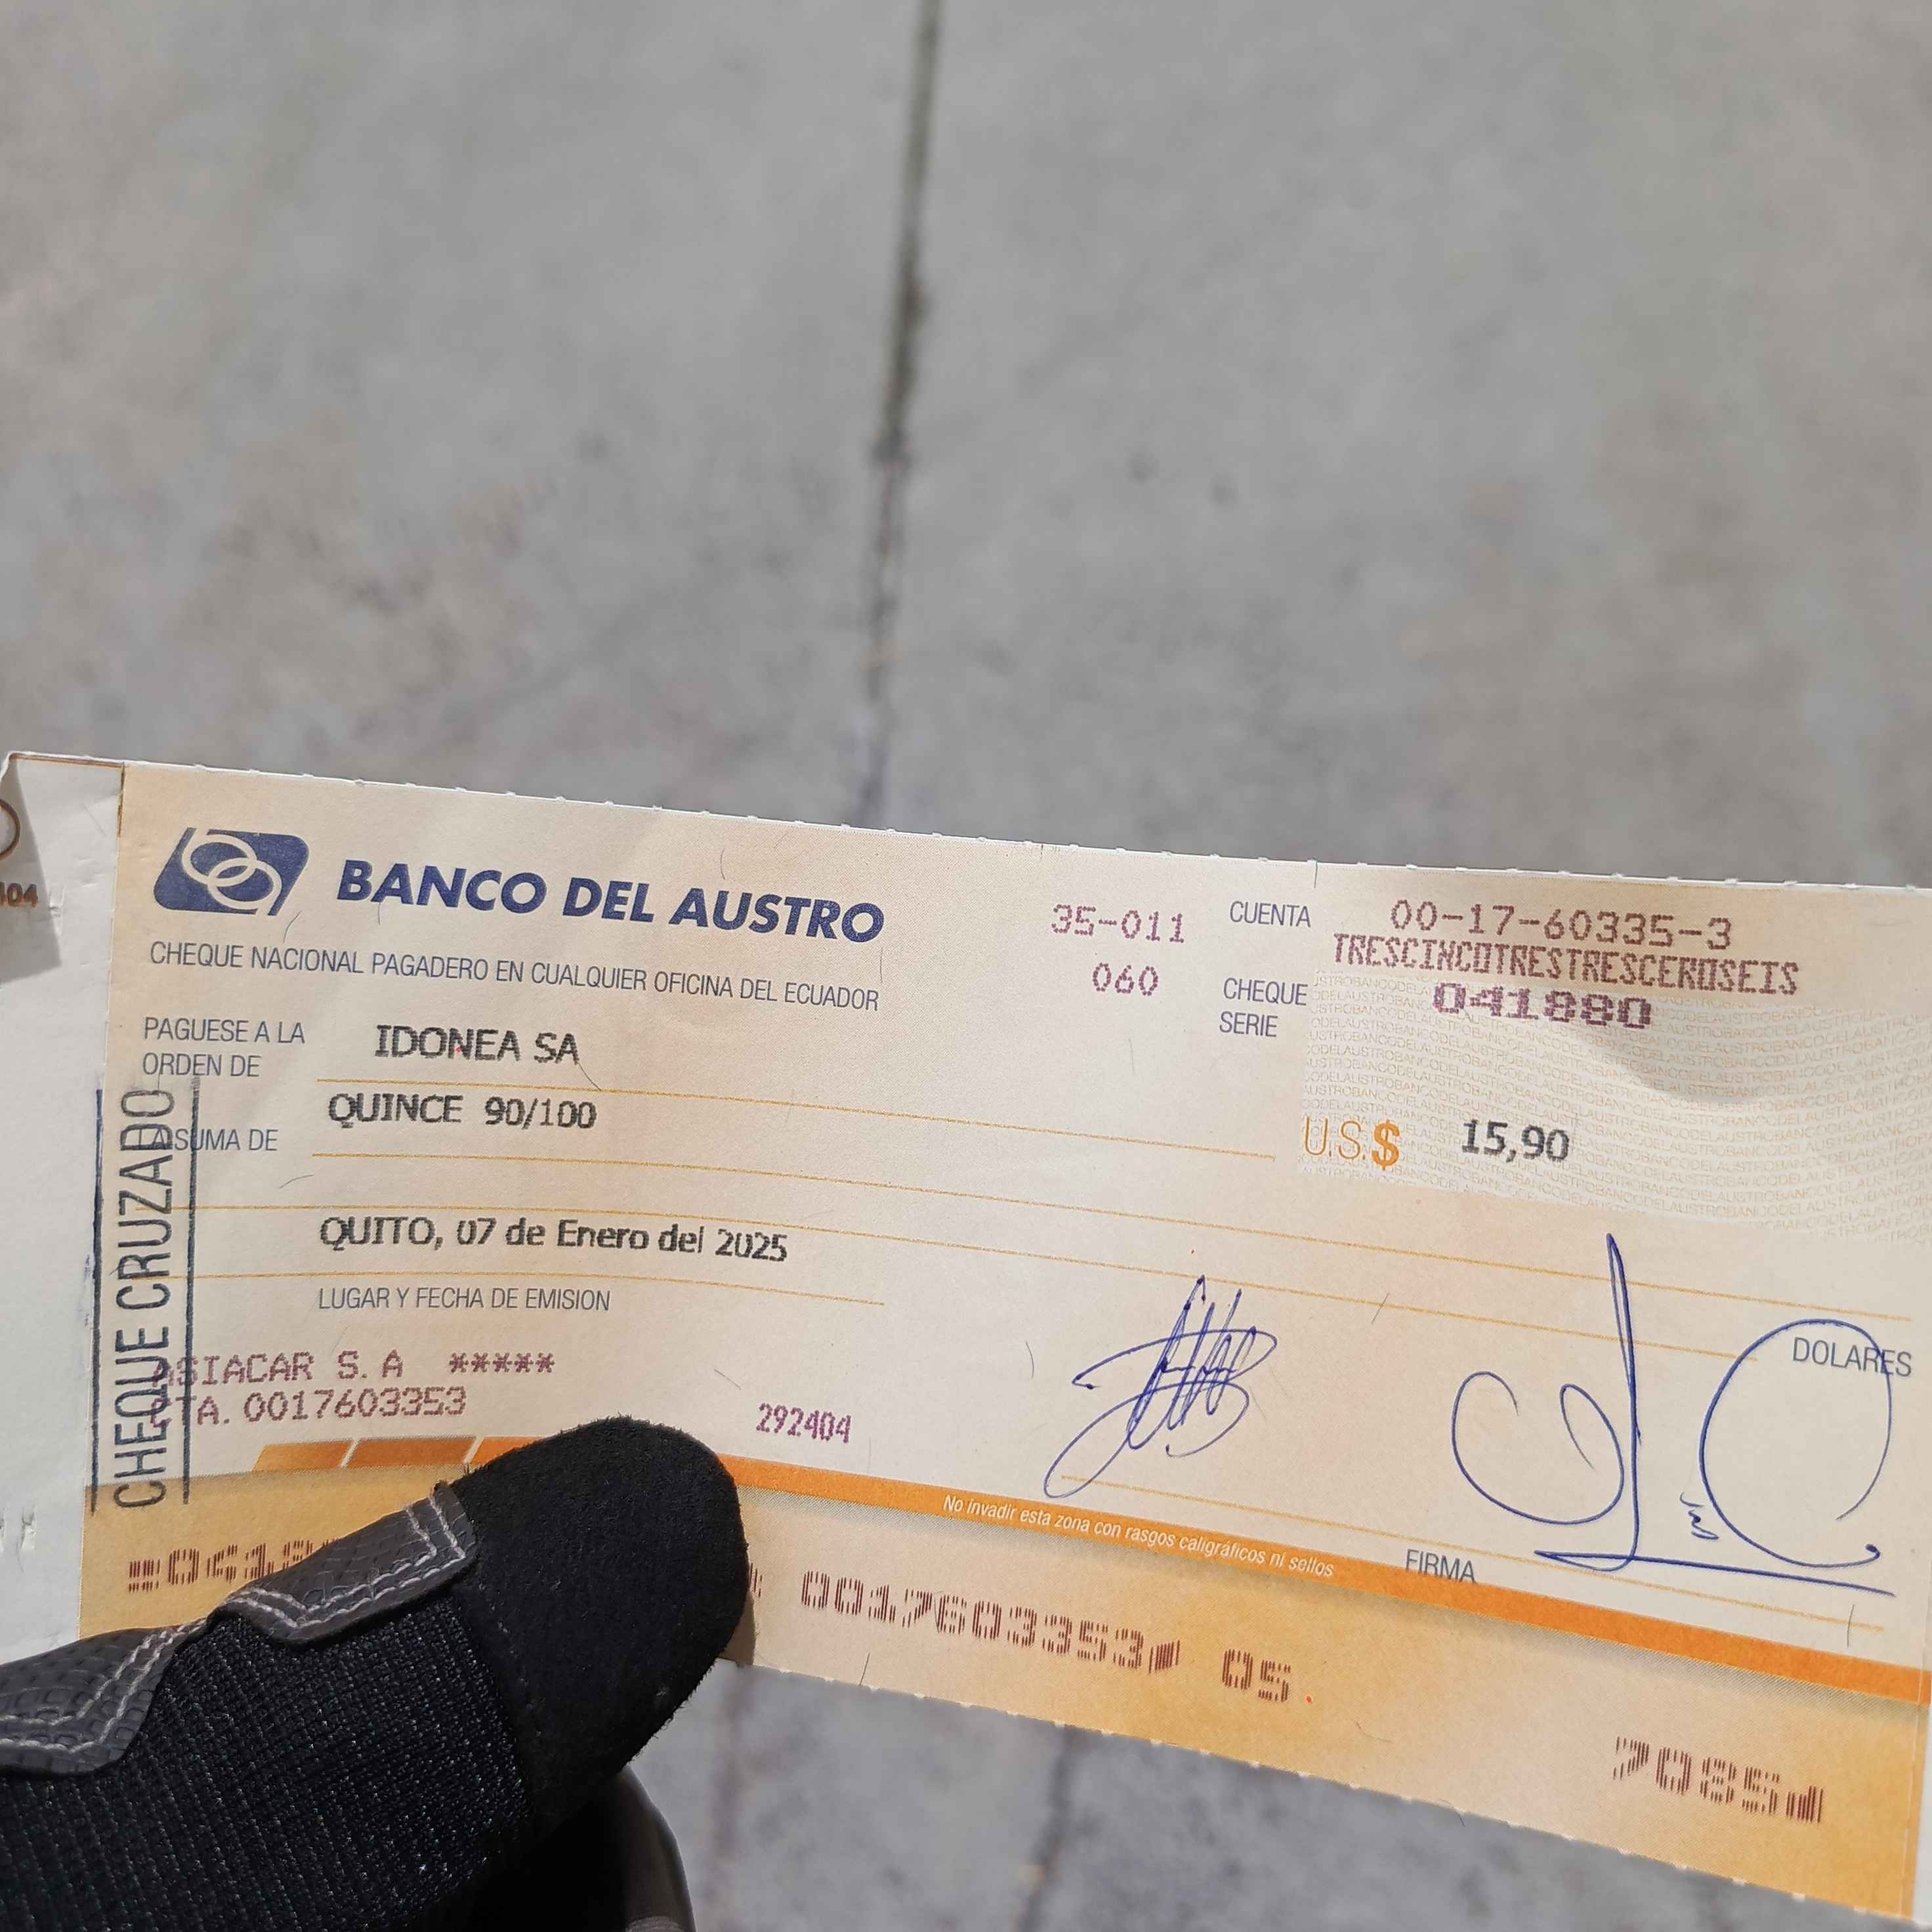 BANCO DEL AUSTRO
CHEQUE NACIONAL PAGADERO EN CUALQUIER OFICINA DEL ECUADOR
35-011
060
CUENTA 00-17-60335-3
TRESCINCOTRESTRESCEROSEIS
CHEQUE SERIE 041880
PAGUESE A LA ORDEN DE IDONEA SA
LA SUMA DE QUINCE 90/100
U.S.$ 15,90
QUITO, 07 de Enero del 2025
LUGAR Y FECHA DE EMISION
DOLARES
ASIACAR S.A *****
CTA. 0017603353
292404
CHEQUE CRUZADO
No invadir esta zona con rasgos caligráficos ni sellos
FIRMA
0017603353 05
7085